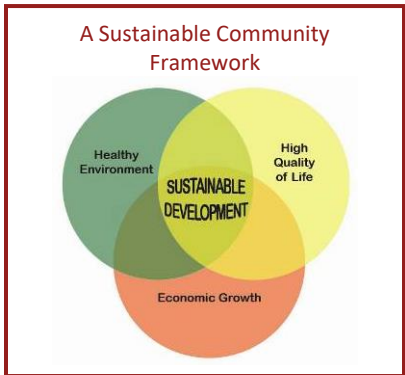 A Sustainable Community
Framework
Healthy
Environment
High
Quality
of Life
SUSTAINABLE
DEVELOPMENT
Economic Growth